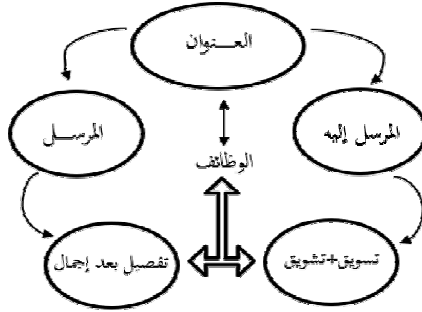 العنوان
المرسل إليه
المرسل
الوظائف
تسويق+تشويق
تفصيل بعد إجمال